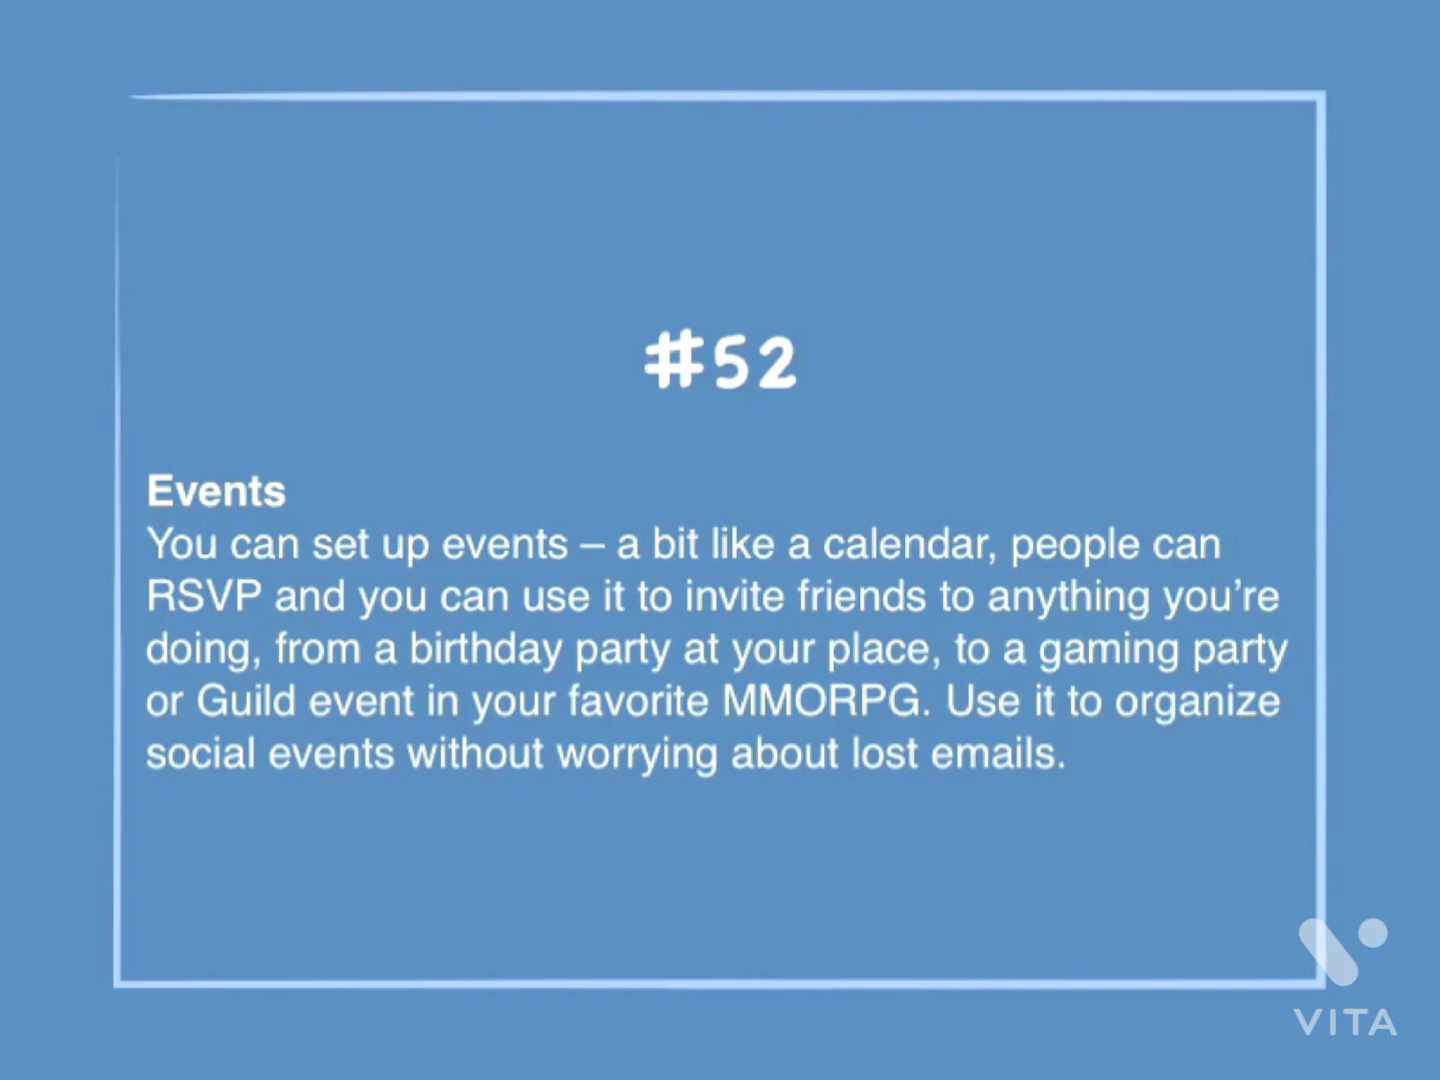 #52
Events
You can set up events – a bit like a calendar, people can
RSVP and you can use it to invite friends to anything you’re
doing, from a birthday party at your place, to a gaming party
or Guild event in your favorite MMORPG. Use it to organize
social events without worrying about lost emails.
VITA